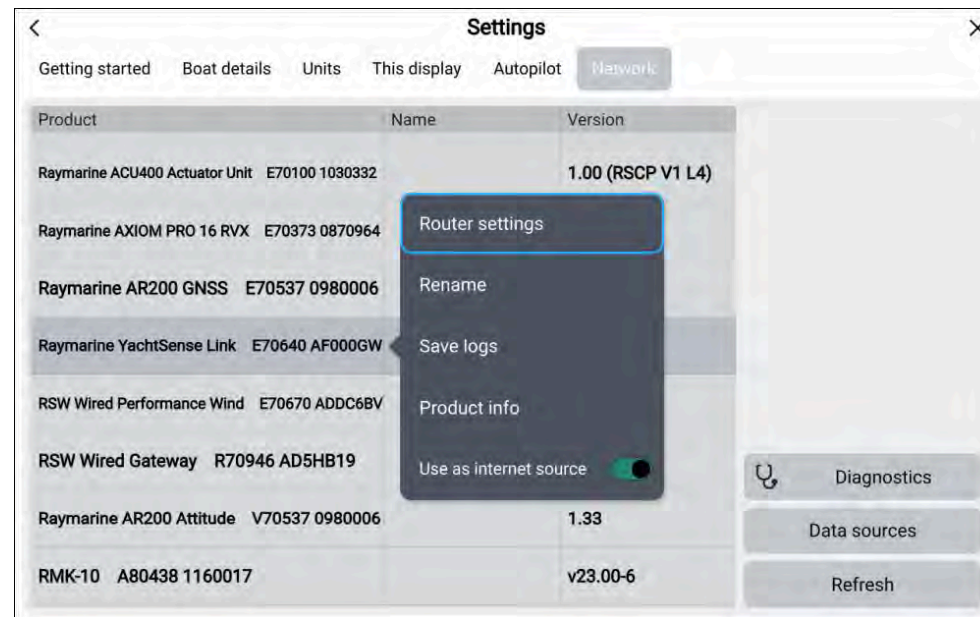 Settings
Getting started Boat details Units This display Autopilot Network
Product Name Version
Raymarine ACU400 Actuator Unit E70100 1030332 1.00 (RSCP V1 L4)
Raymarine AXIOM PRO 16 RVX E70373 0870964
Raymarine AR200 GNSS E70537 0980006
Raymarine YachtSense Link E70640 AF000GW
RSW Wired Performance Wind E70670 ADDC6BV
RSW Wired Gateway R70946 AD5HB19
Raymarine AR200 Attitude V70537 0980006 1.33
RMK-10 A80438 1160017 v23.00-6
Router settings
Rename
Save logs
Product info
Use as internet source
Diagnostics
Data sources
Refresh